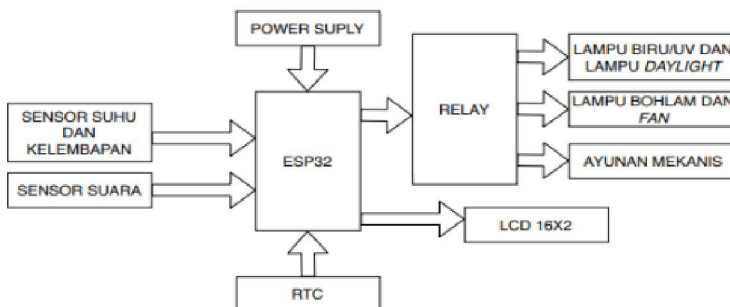 POWER SUPLY
SENSOR SUHU
DAN
KELEMBAPAN
SENSOR SUARA
ESP32
RTC
RELAY
LCD 16X2
LAMPU BIRU/UV DAN
LAMPU DAYLIGHT
LAMPU BOHLAM DAN
FAN
AYUNAN MEKANIS